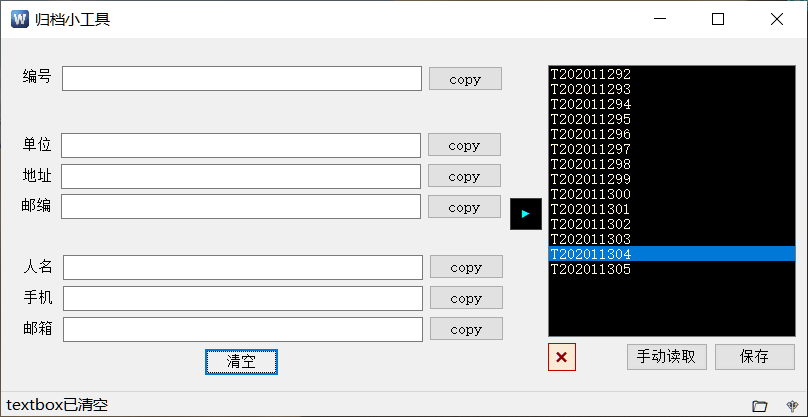 归档小工具
编号 copy
单位 copy
地址 copy
邮编 copy
人名 copy
手机 copy
邮箱 copy
清空
T202011292
T202011293
T202011294
T202011295
T202011296
T202011297
T202011298
T202011299
T202011300
T202011301
T202011302
T202011303
T202011304
T202011305
手动读取 保存
textbox已清空